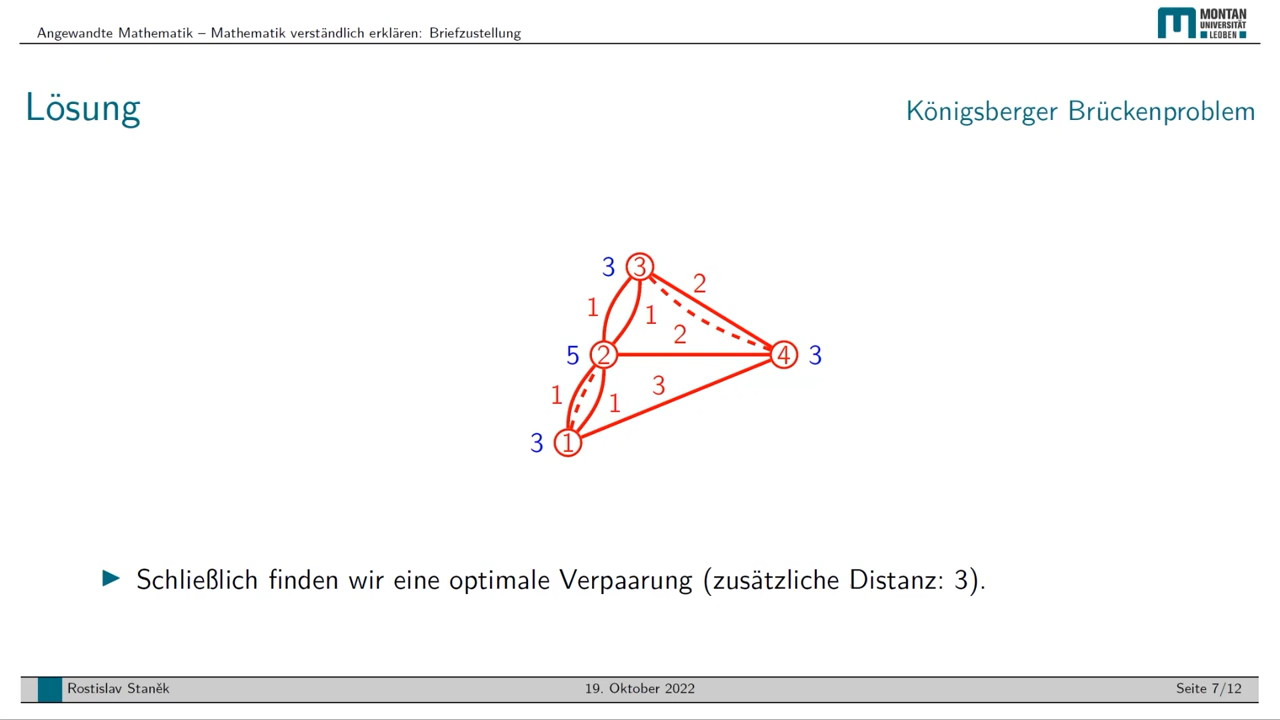 Angewandte Mathematik – Mathematik verständlich erklären: Briefzustellung
MONTAN
UNIVERSITÄT
LEOBEN
Lösung
Königsberger Brückenproblem
3 3
2
1
1
2
5 2
4 3
3
1
1
3 1
► Schließlich finden wir eine optimale Verpaarung (zusätzliche Distanz: 3).
Rostislav Staněk
19. Oktober 2022
Seite 7/12